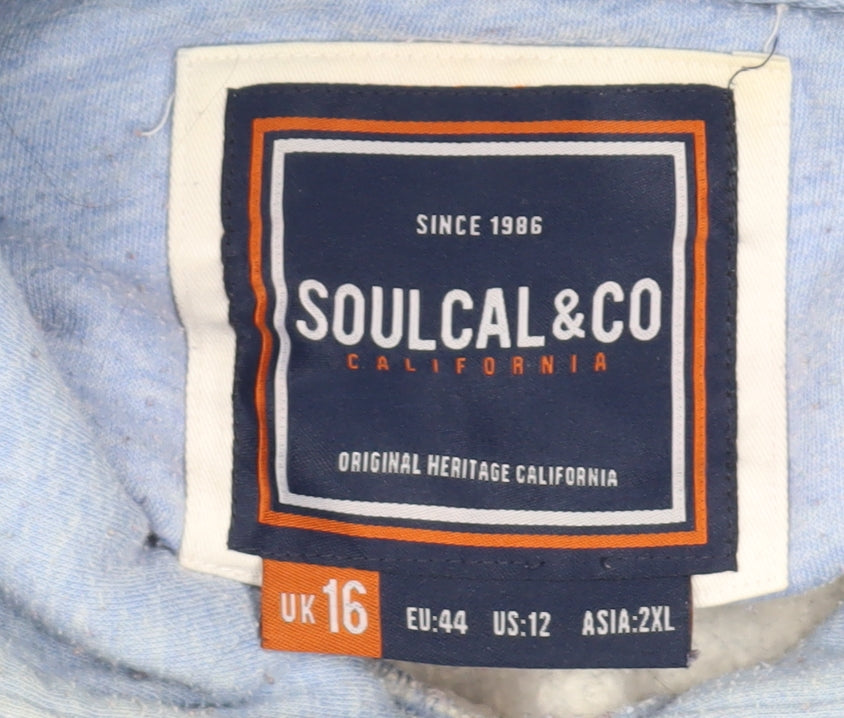 SINCE 1986
SOULCAL&CO
CALIFORNIA
ORIGINAL HERITAGE CALIFORNIA
UK 16 EU:44 US:12 ASIA:2XL